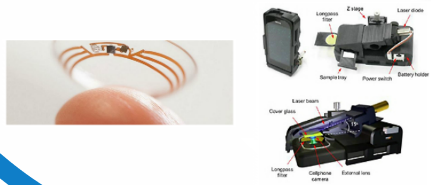 Longpass
filter
Z stage
Laser diode
Sample tray
Power switch
Battery holder
Laser beam
Cover glass
Longpass
filter
Cellphone
camera
External lens